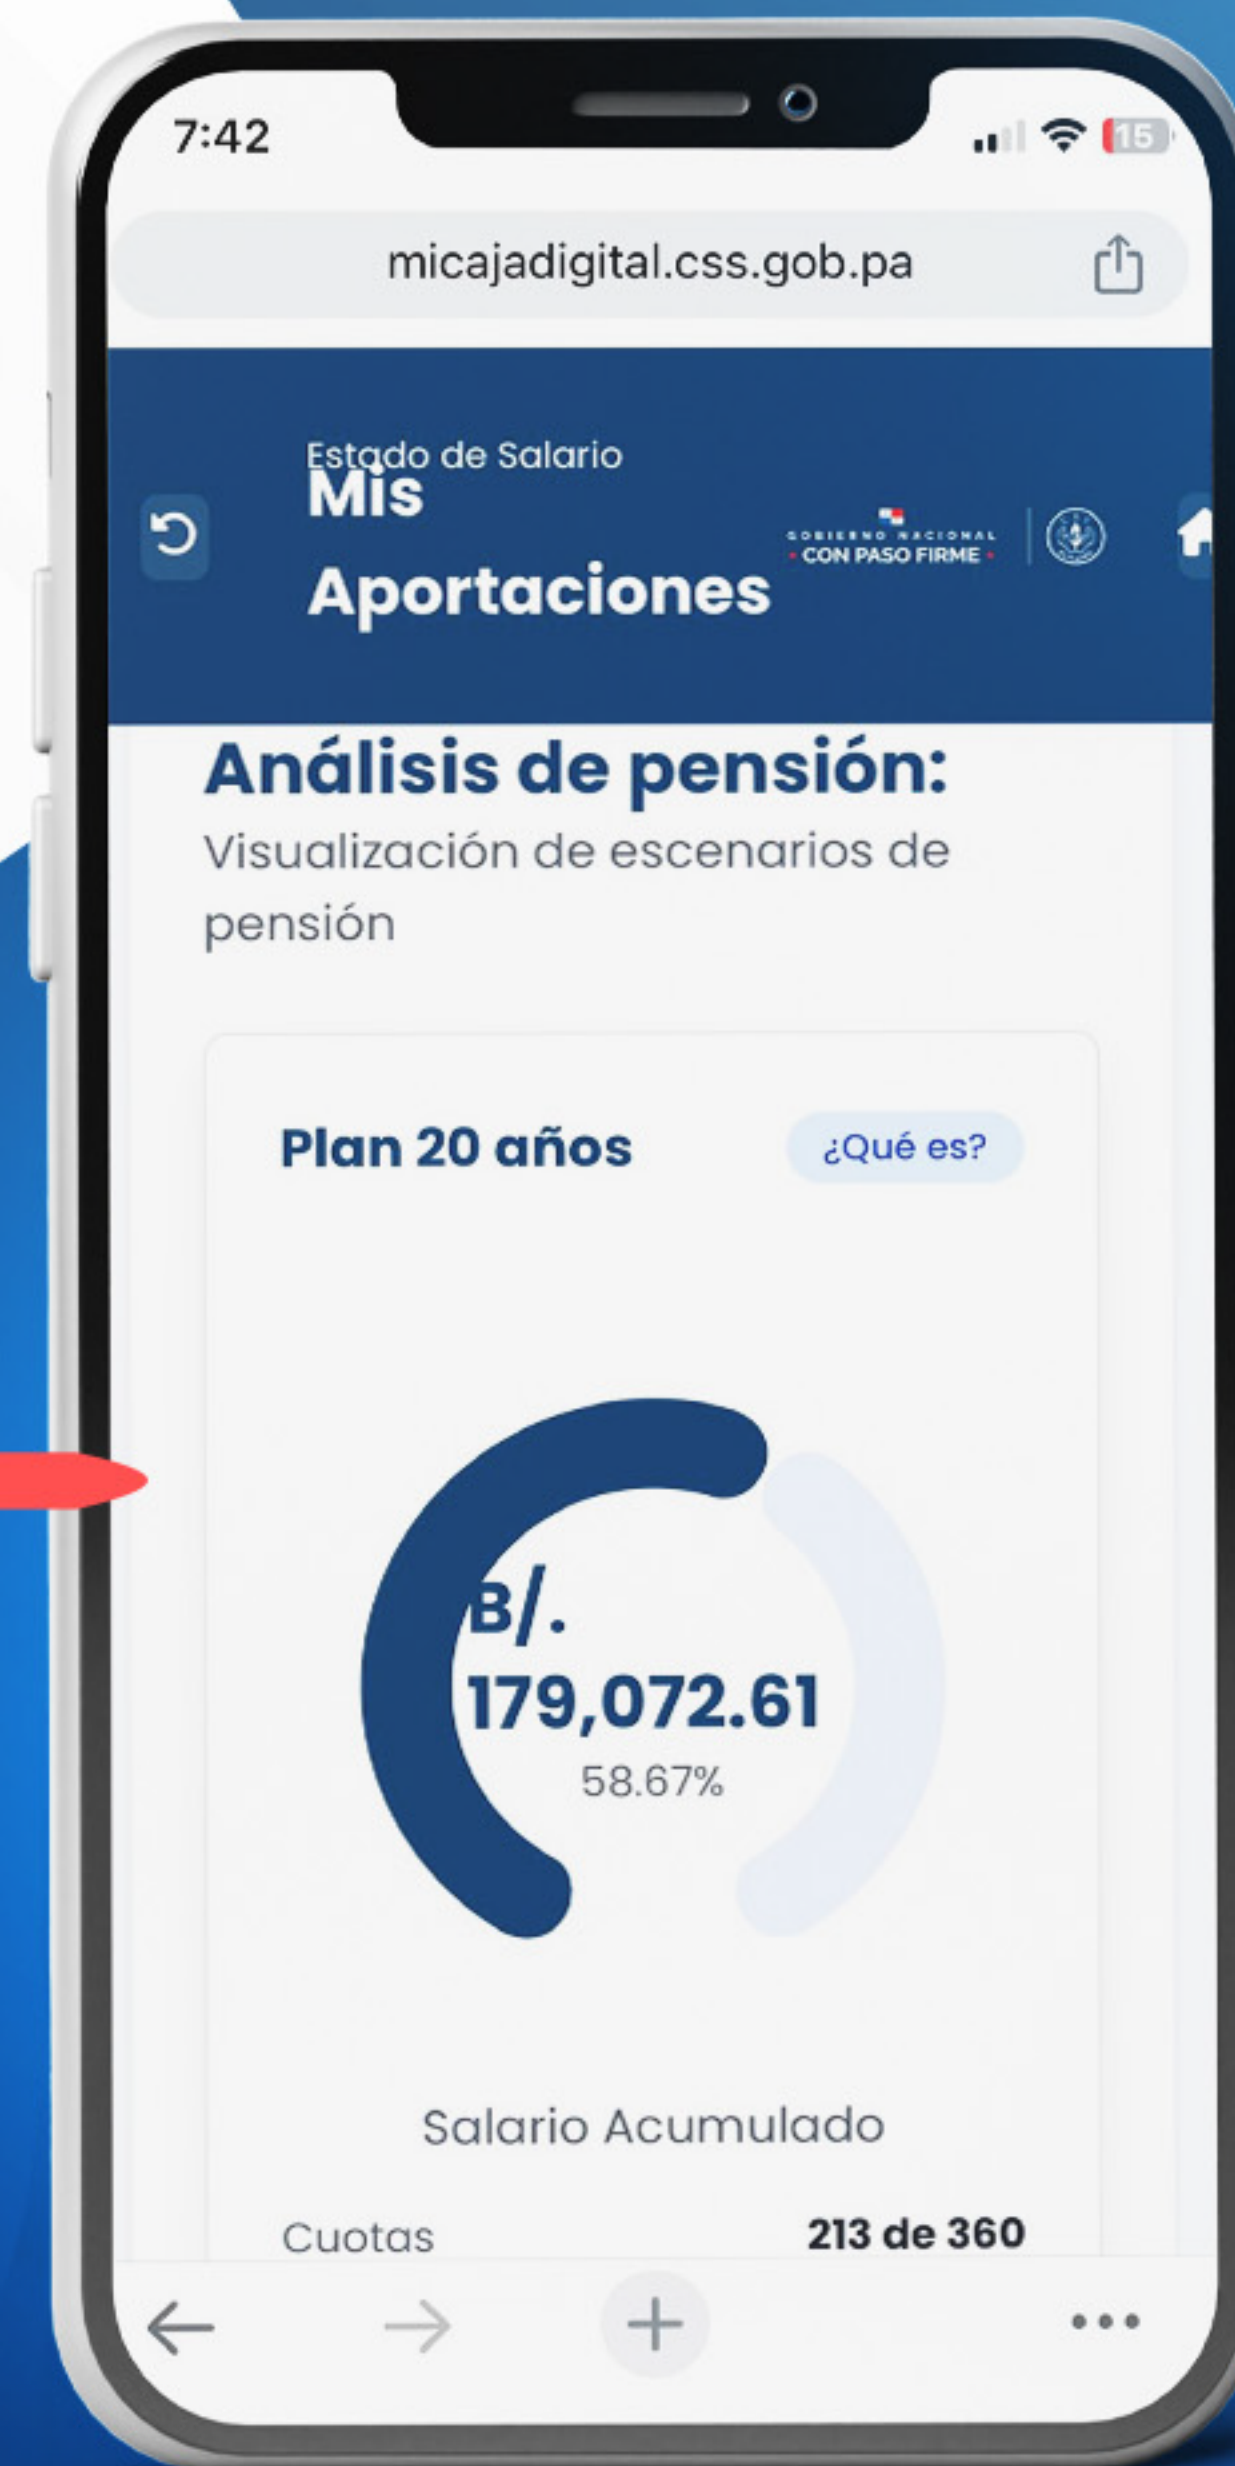 7:42
15
micajadigital.css.gob.pa
Estado de Salario
Mis
Aportaciones
GOBIERNO NACIONAL
• CON PASO FIRME •
Análisis de pensión:
Visualización de escenarios de
pensión
Plan 20 años
¿Qué es?
B/.
179,072.61
58.67%
Salario Acumulado
Cuotas
213 de 360